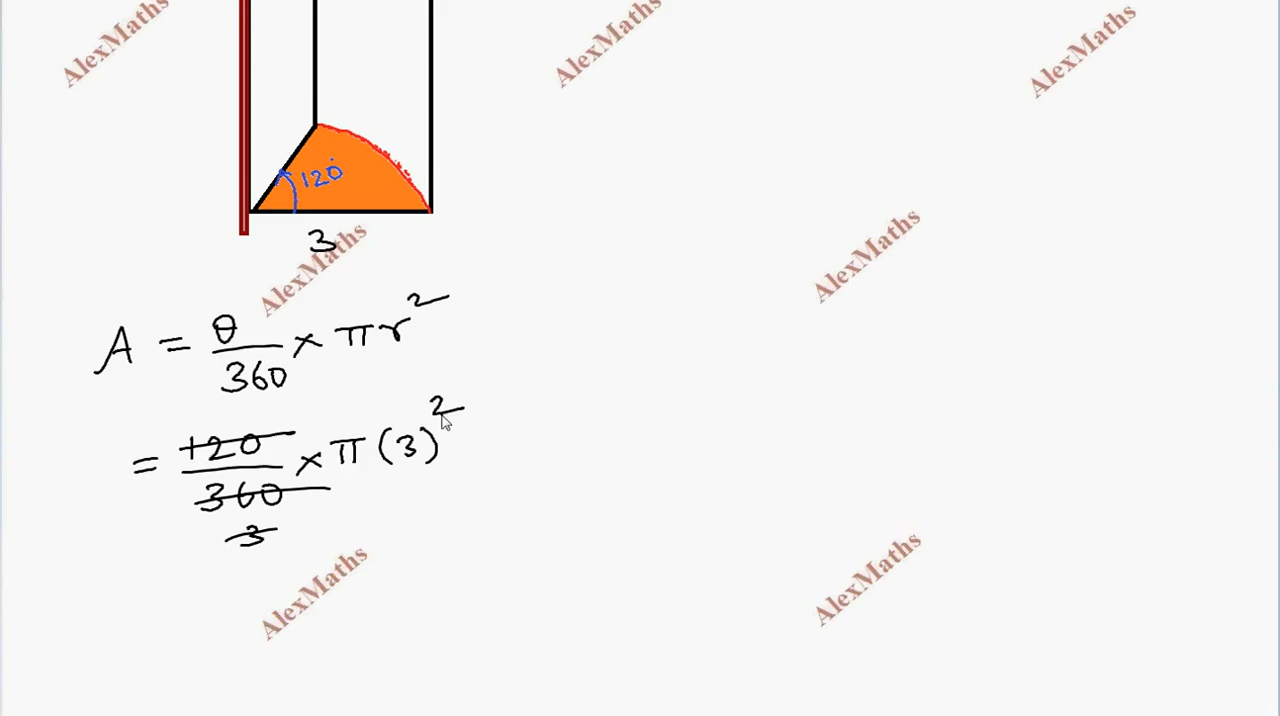 AlexMaths AlexMaths AlexMaths
120°
3
AlexMaths AlexMaths
A = θ/360 × πr²
= 120/360 × π(3)²
3
AlexMaths AlexMaths